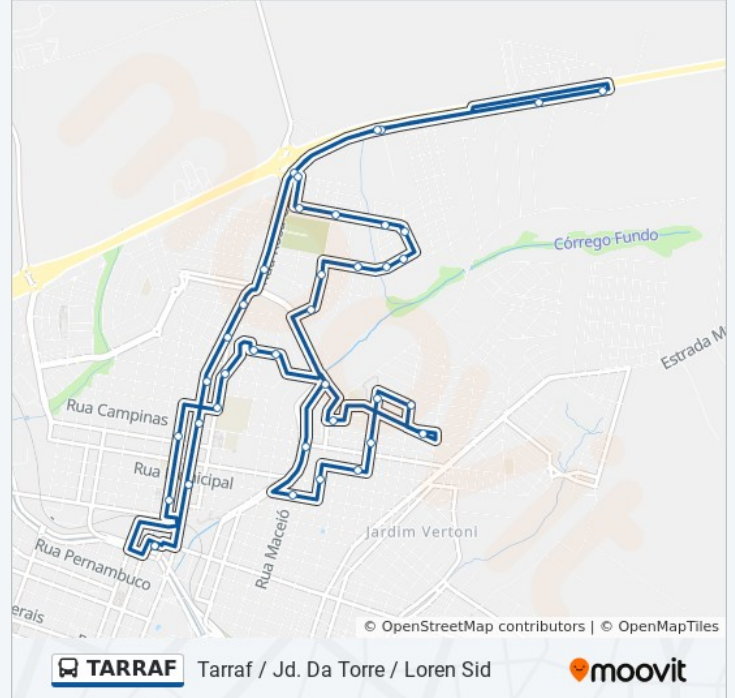 Córrego Fundo
Estrada M
Rua Campinas
Rua
icipal
Jardim Vertoni
Rua Maceió
Rua Pernambuco
erais
© OpenStreetMap contributors | © OpenMapTiles
TARRAF Tarraf / Jd. Da Torre / Loren Sid
moovit